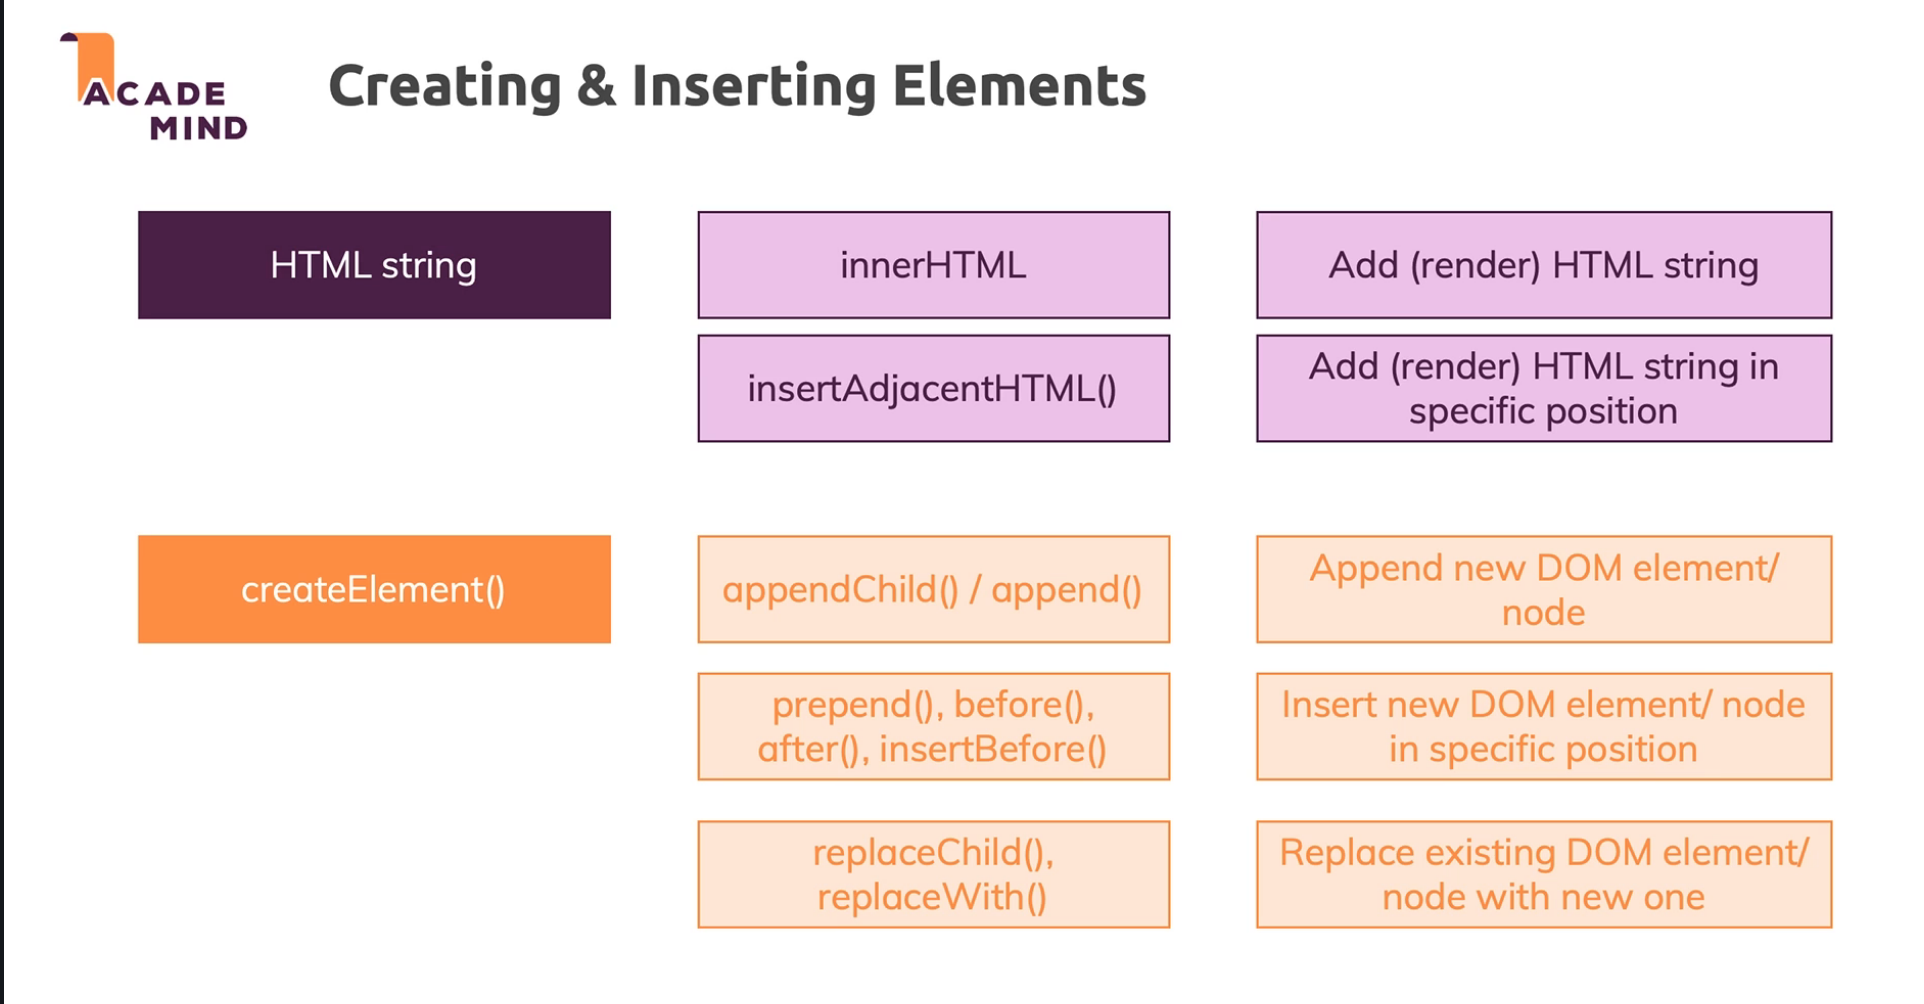 ACADE
MIND
Creating & Inserting Elements
HTML string
innerHTML
Add (render) HTML string
insertAdjacentHTML()
Add (render) HTML string in
specific position
createElement()
appendChild() / append()
Append new DOM element/
node
prepend(), before(),
after(), insertBefore()
Insert new DOM element/ node
in specific position
replaceChild(),
replaceWith()
Replace existing DOM element/
node with new one